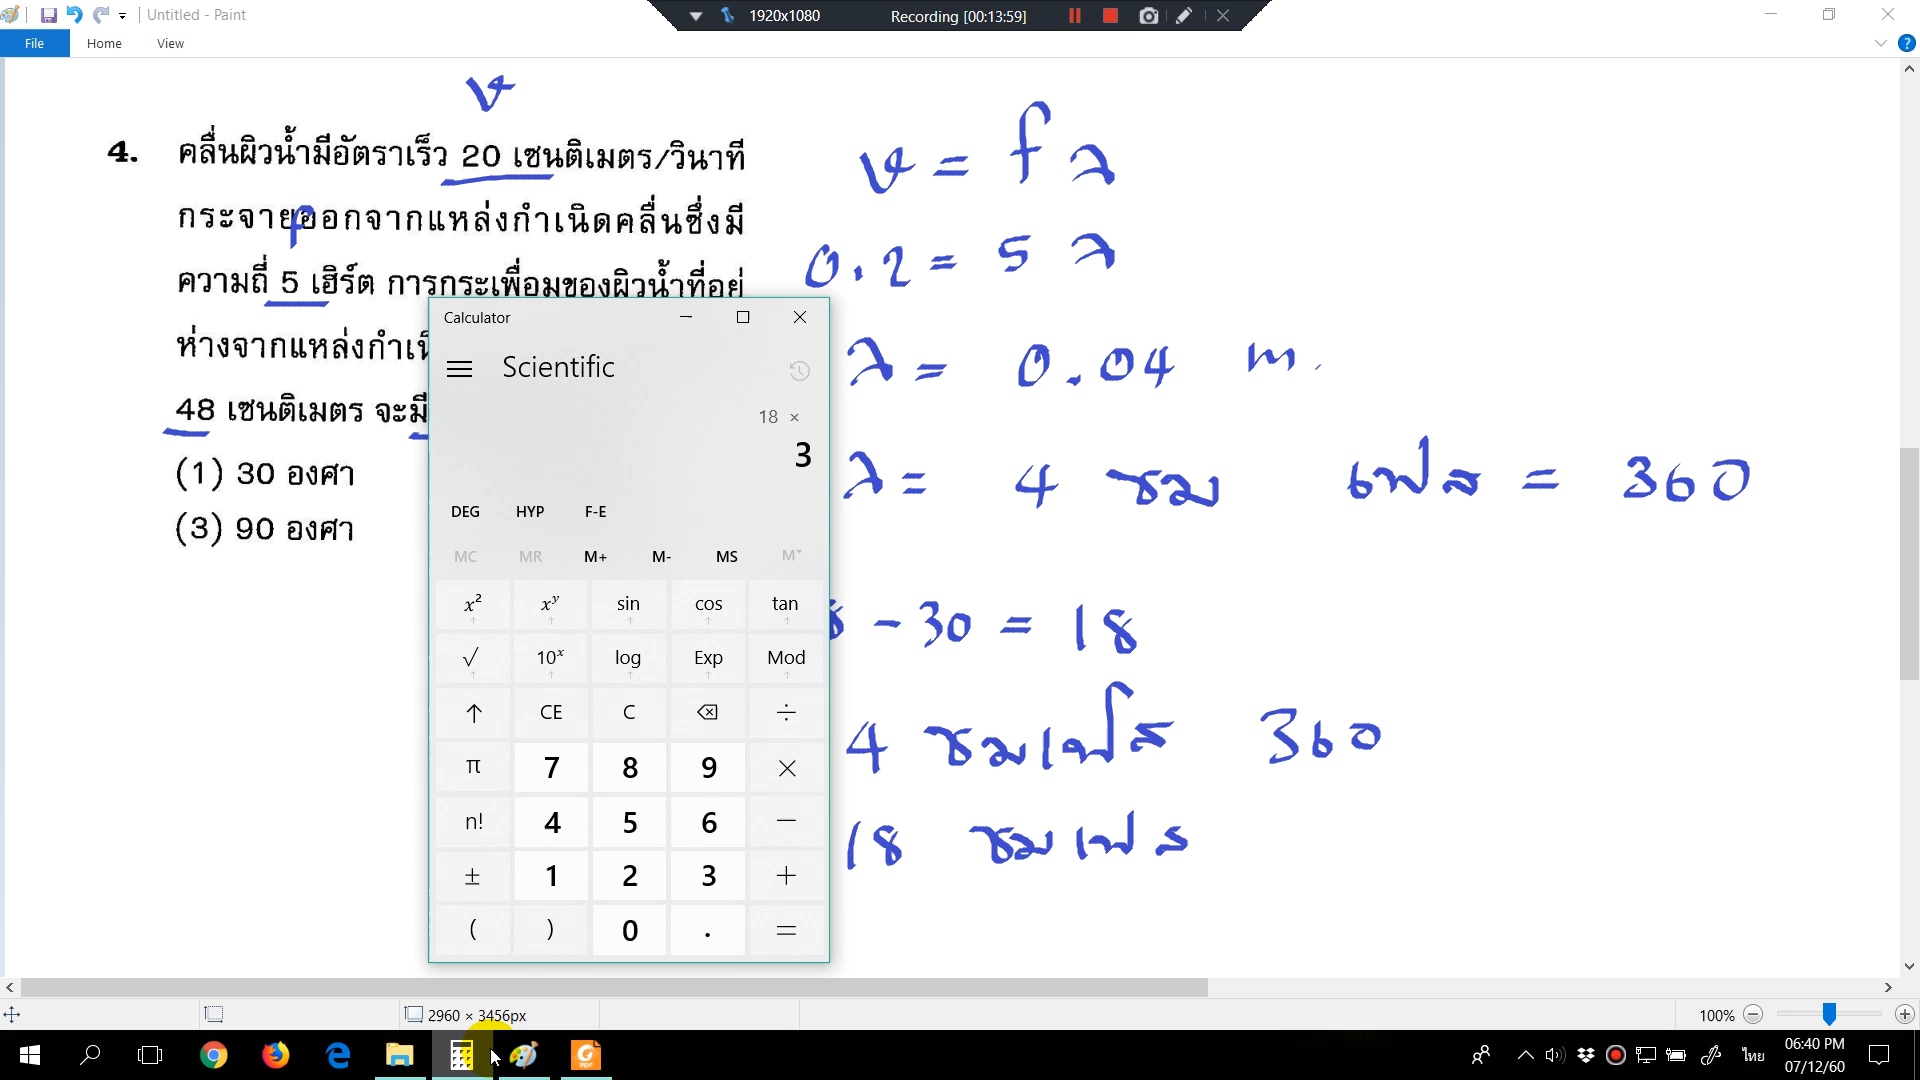 Untitled - Paint
1920x1080
Recording [00:13:59]
File Home View
v
4. คลื่นผิวน้ำมีอัตราเร็ว 20 เซนติเมตร/วินาที
กระจายออกจากแหล่งกำเนิดคลื่นซึ่งมี
f
ความถี่ 5 เฮิร์ต การกระเพื่อมของผิวน้ำที่อยู่
ห่างจากแหล่งกำเนิ
48 เซนติเมตร จะมี
(1) 30 องศา
(3) 90 องศา
v = f λ
0.2 = 5 λ
λ = 0.04 m.
λ = 4 ซม เฟส = 360
8 - 30 = 18
4 ซม เฟส 360
18 ซม เฟส
Calculator
Scientific
18 ×
3
DEG HYP F-E
MC MR M+ M- MS M˅
x² xʸ sin cos tan
√ 10ˣ log Exp Mod
↑ CE C ⌫ ÷
π 7 8 9 ×
n! 4 5 6 −
± 1 2 3 +
( ) 0 . =
2960 × 3456px
100%
ไทย
06:40 PM
07/12/60